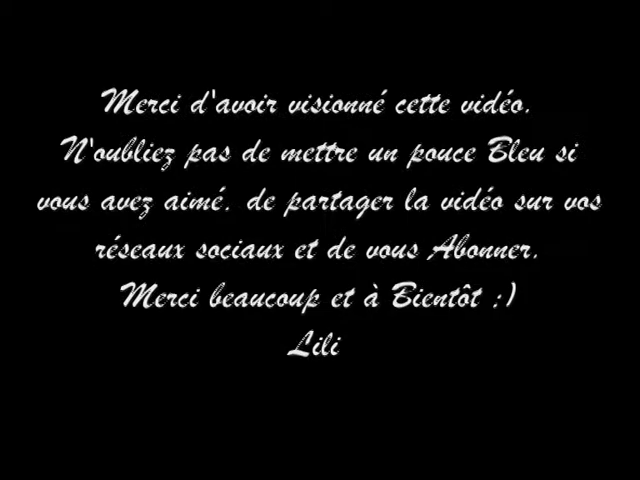 Merci d'avoir visionné cette vidéo.
N'oubliez pas de mettre un pouce Bleu si
vous avez aimé, de partager la vidéo sur vos
réseaux sociaux et de vous Abonner.
Merci beaucoup et à Bientôt :)
Lili